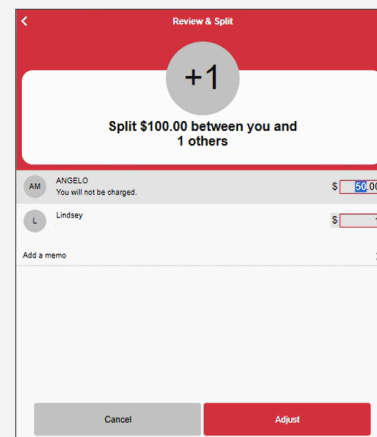 Review & Split
+1
Split $100.00 between you and
1 others
AM
ANGELO
You will not be charged.
$ 50.00
L
Lindsey
$
Add a memo
Cancel
Adjust